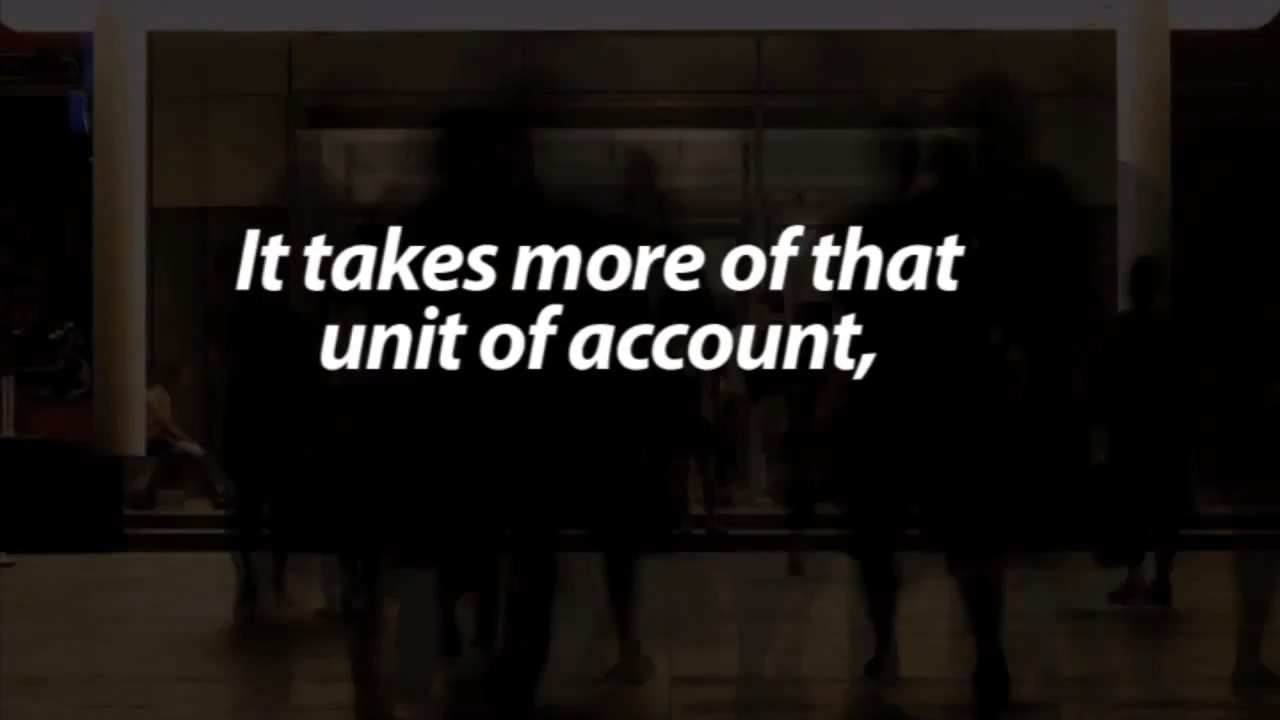 It takes more of that
unit of account,